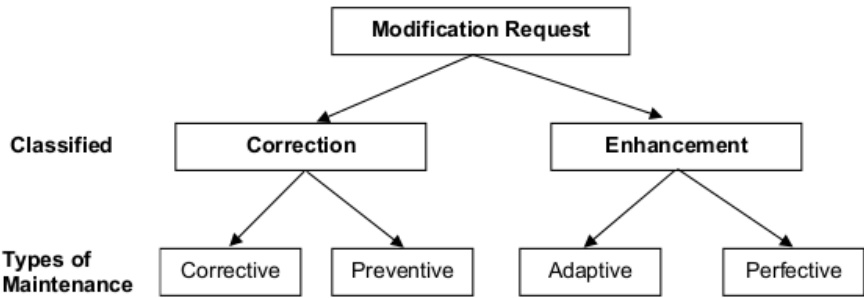 Modification Request
Classified
Correction
Enhancement
Types of
Maintenance
Corrective
Preventive
Adaptive
Perfective